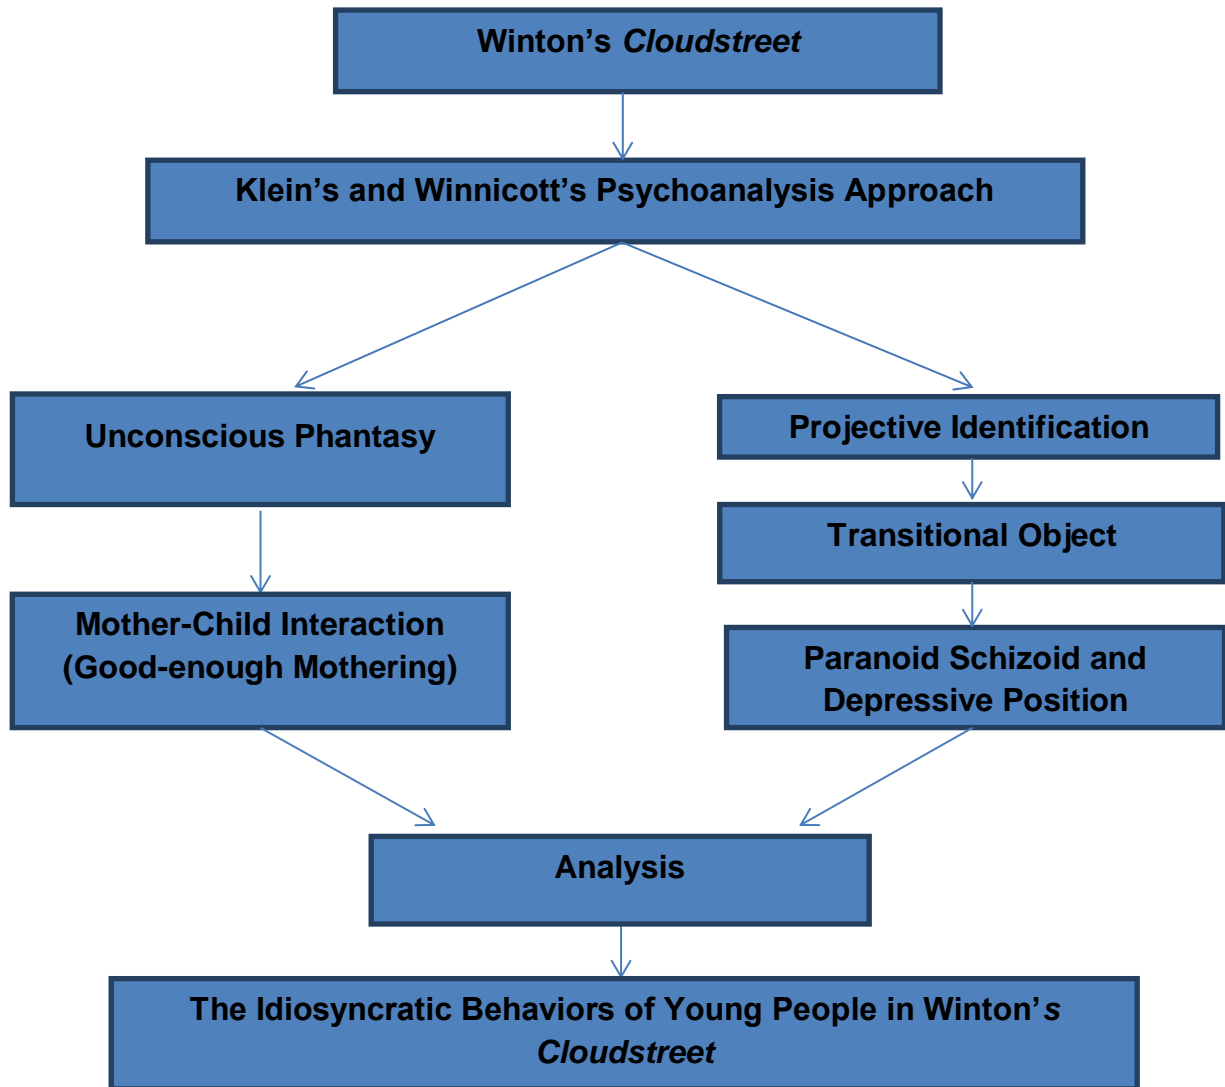 Winton’s Cloudstreet
Klein’s and Winnicott’s Psychoanalysis Approach
Unconscious Phantasy
Mother-Child Interaction
(Good-enough Mothering)
Projective Identification
Transitional Object
Paranoid Schizoid and
Depressive Position
Analysis
The Idiosyncratic Behaviors of Young People in Winton’s
Cloudstreet